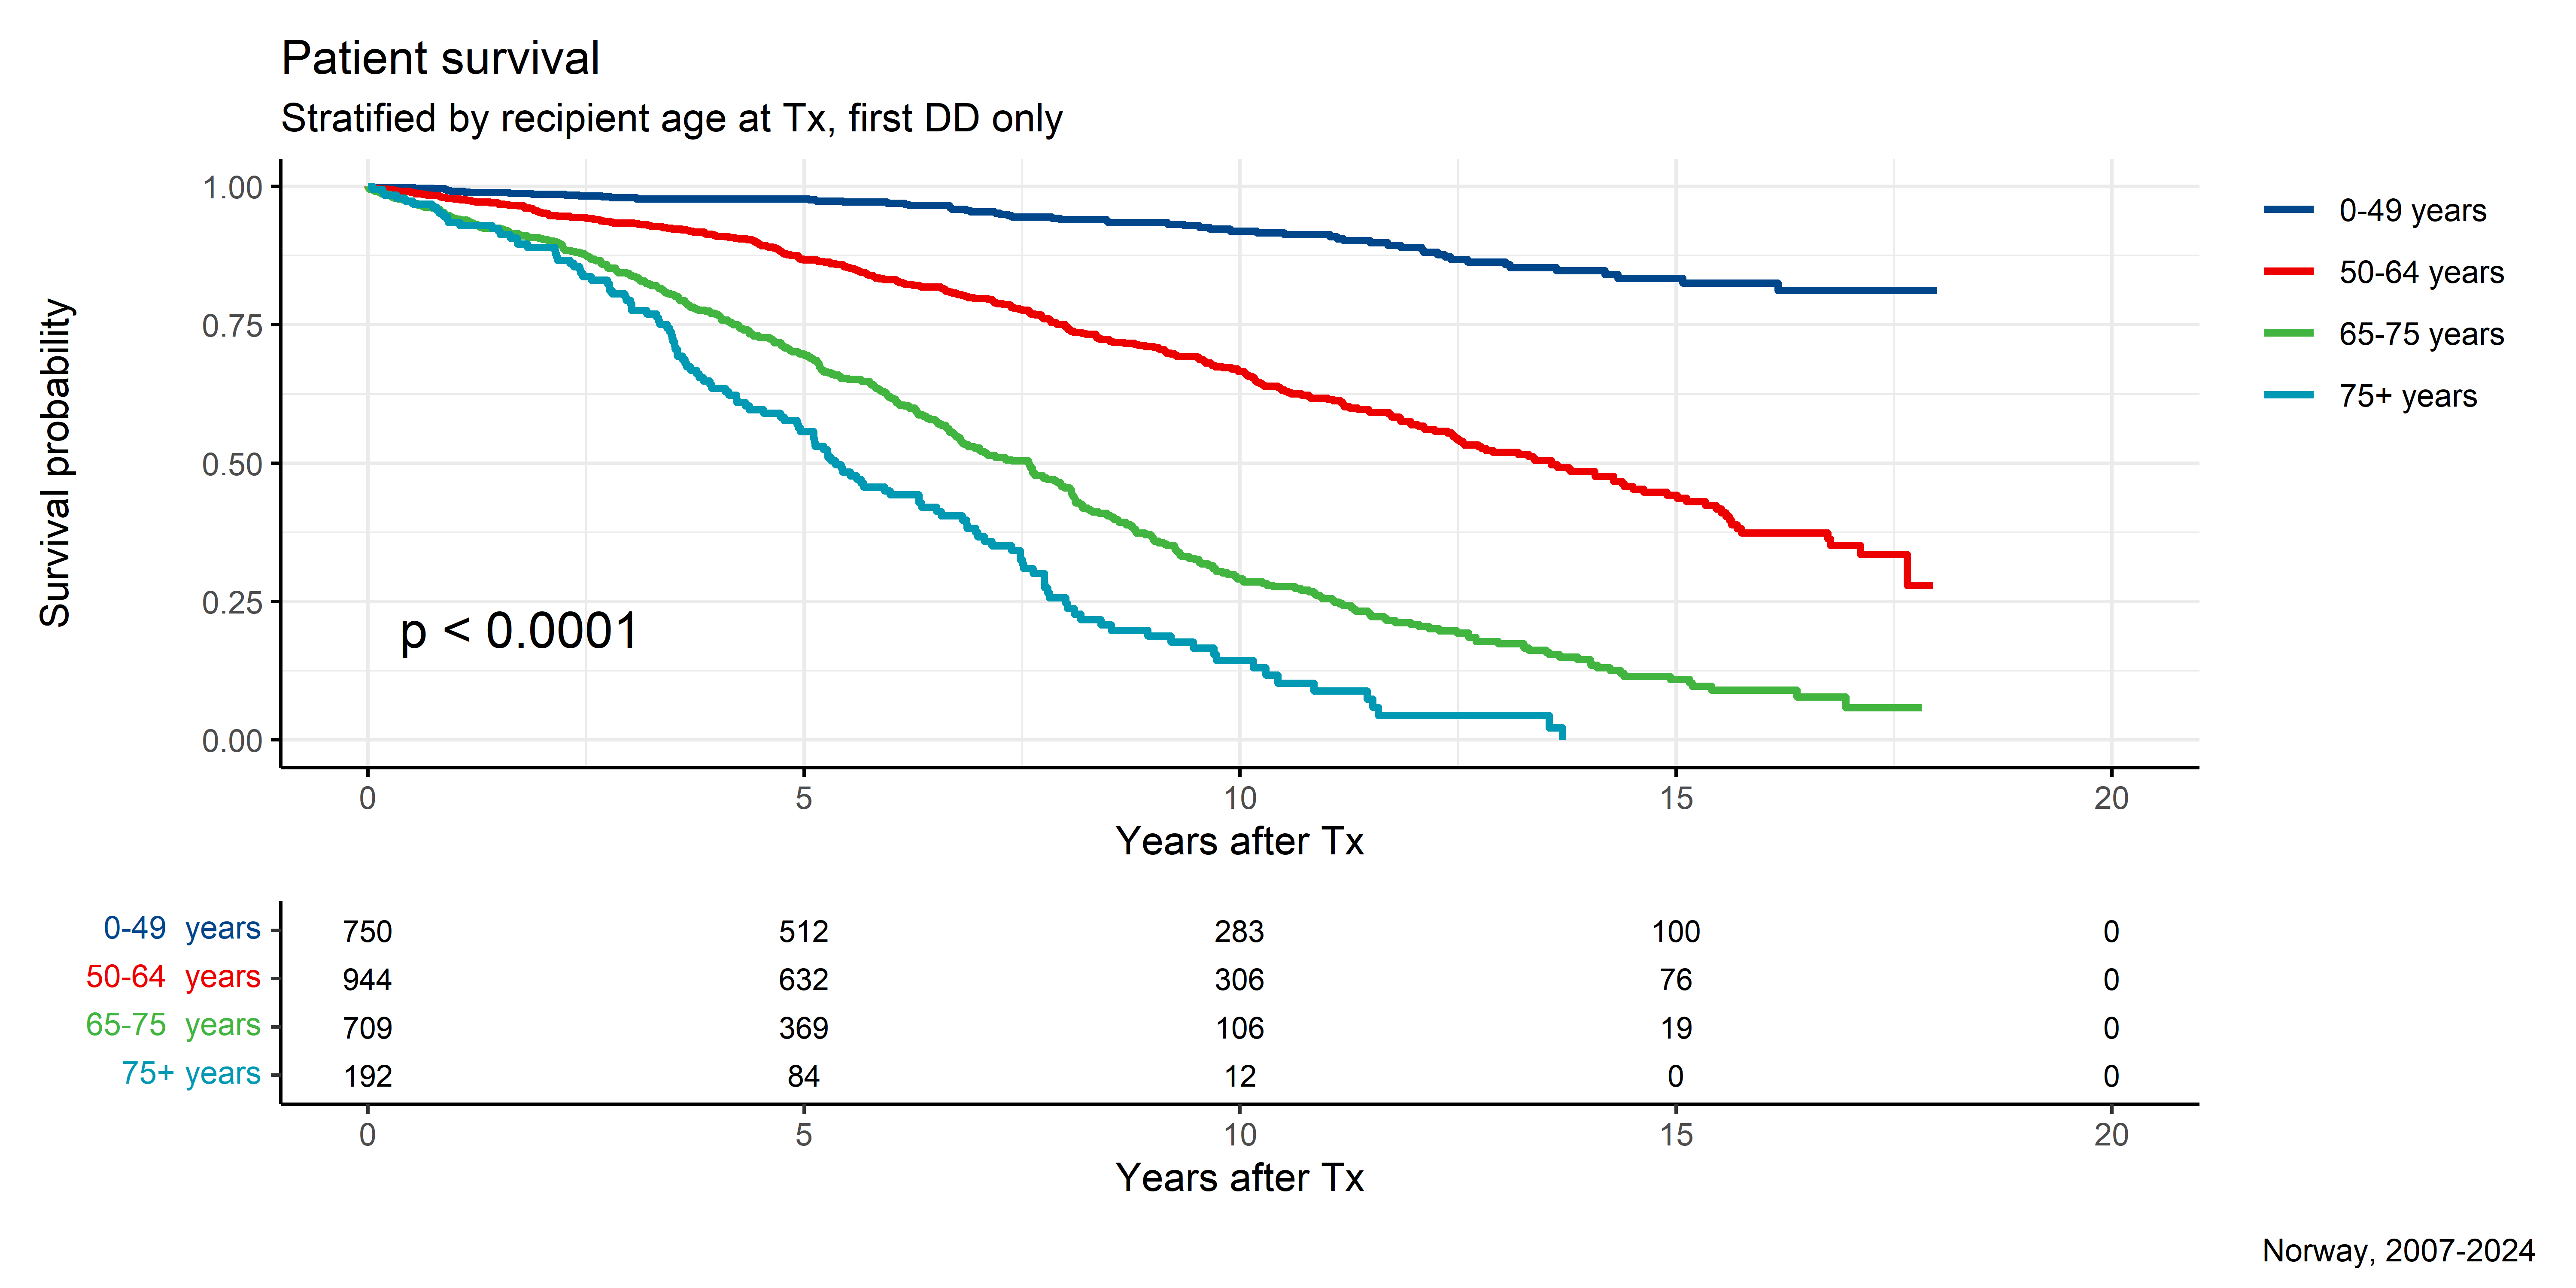 Patient survival
Stratified by recipient age at Tx, first DD only
Survival probability
1.00
0.75
0.50
0.25
0.00
p < 0.0001
0 5 10 15 20
Years after Tx
0-49 years
50-64 years
65-75 years
75+ years
0-49 years 750 512 283 100 0
50-64 years 944 632 306 76 0
65-75 years 709 369 106 19 0
75+ years 192 84 12 0 0
0 5 10 15 20
Years after Tx
Norway, 2007-2024